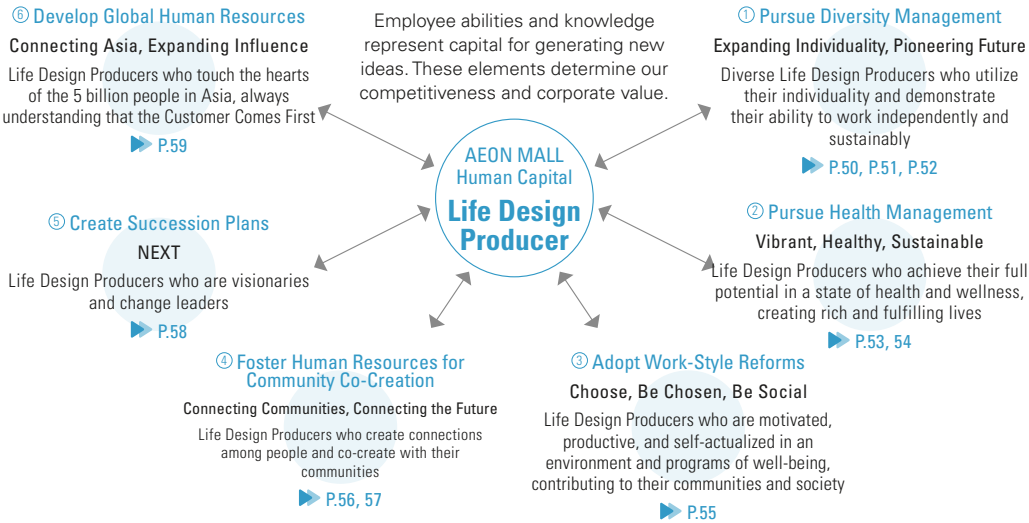 Employee abilities and knowledge
represent capital for generating new
ideas. These elements determine our
competitiveness and corporate value.
AEON MALL
Human Capital
Life Design
Producer
① Pursue Diversity Management
Expanding Individuality, Pioneering Future
Diverse Life Design Producers who utilize
their individuality and demonstrate
their ability to work independently and
sustainably
P.50, P.51, P.52
② Pursue Health Management
Vibrant, Healthy, Sustainable
Life Design Producers who achieve their full
potential in a state of health and wellness,
creating rich and fulfilling lives
P.53, 54
③ Adopt Work-Style Reforms
Choose, Be Chosen, Be Social
Life Design Producers who are motivated,
productive, and self-actualized in an
environment and programs of well-being,
contributing to their communities and society
P.55
④ Foster Human Resources for
Community Co-Creation
Connecting Communities, Connecting the Future
Life Design Producers who create connections
among people and co-create with their
communities
P.56, 57
⑤ Create Succession Plans
NEXT
Life Design Producers who are visionaries
and change leaders
P.58
⑥ Develop Global Human Resources
Connecting Asia, Expanding Influence
Life Design Producers who touch the hearts
of the 5 billion people in Asia, always
understanding that the Customer Comes First
P.59